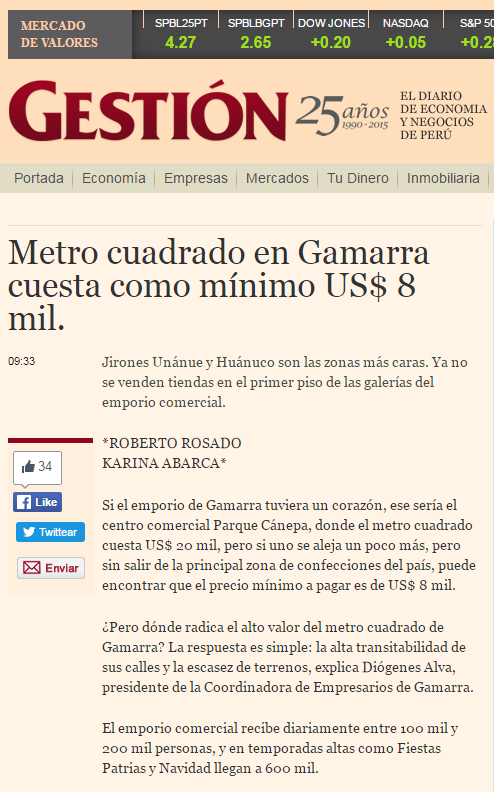 MERCADO
DE VALORES
SPBL25PT
4.27
SPBLBGPT
2.65
DOW JONES
+0.20
NASDAQ
+0.05
S&P 50
+0.2
GESTIÓN
25 años
1990-2015
EL DIARIO
DE ECONOMIA
Y NEGOCIOS
DE PERÚ
Portada
Economía
Empresas
Mercados
Tu Dinero
Inmobiliaria
Metro cuadrado en Gamarra
cuesta como mínimo US$ 8
mil.
09:33
Jirones Unánue y Huánuco son las zonas más caras. Ya no
se venden tiendas en el primer piso de las galerías del
emporio comercial.
34
Like
Twittear
Enviar
*ROBERTO ROSADO
KARINA ABARCA*
Si el emporio de Gamarra tuviera un corazón, ese sería el
centro comercial Parque Cánepa, donde el metro cuadrado
cuesta US$ 20 mil, pero si uno se aleja un poco más, pero
sin salir de la principal zona de confecciones del país, puede
encontrar que el precio mínimo a pagar es de US$ 8 mil.
¿Pero dónde radica el alto valor del metro cuadrado de
Gamarra? La respuesta es simple: la alta transitabilidad de
sus calles y la escasez de terrenos, explica Diógenes Alva,
presidente de la Coordinadora de Empresarios de Gamarra.
El emporio comercial recibe diariamente entre 100 mil y
200 mil personas, y en temporadas altas como Fiestas
Patrias y Navidad llegan a 600 mil.